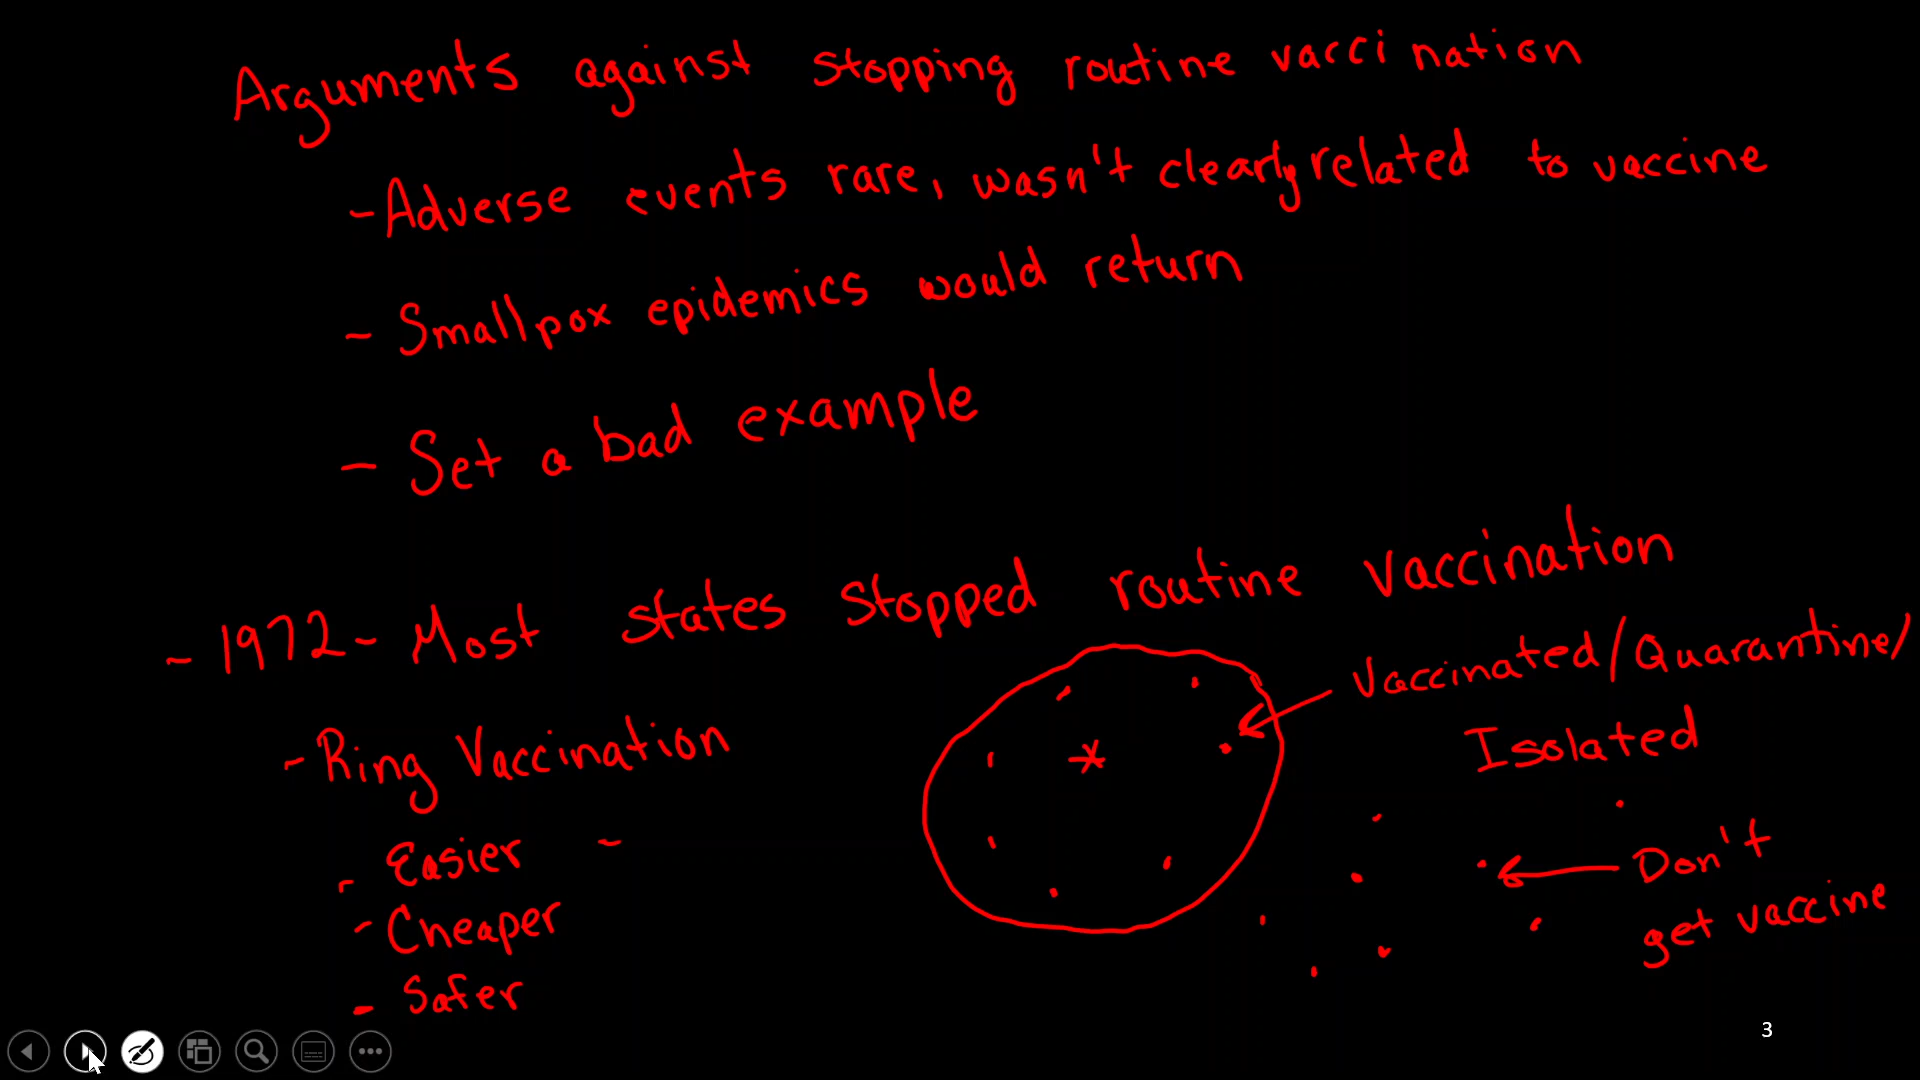 Arguments against stopping routine vaccination
- Adverse events rare, wasn't clearly related to vaccine
- Smallpox epidemics would return
- Set a bad example
- 1972 - Most states stopped routine vaccination
Vaccinated/Quarantine/
Isolated
- Ring Vaccination
- Easier -
- Cheaper
- Safer
Don't
get vaccine
3